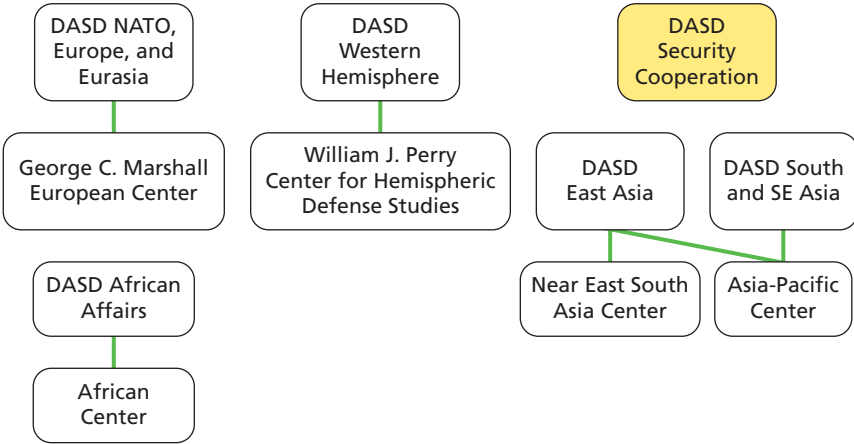 DASD NATO,
Europe, and
Eurasia
DASD
Western
Hemisphere
DASD
Security
Cooperation
George C. Marshall
European Center
William J. Perry
Center for Hemispheric
Defense Studies
DASD
East Asia
DASD South
and SE Asia
DASD African
Affairs
Near East South
Asia Center
Asia-Pacific
Center
African
Center